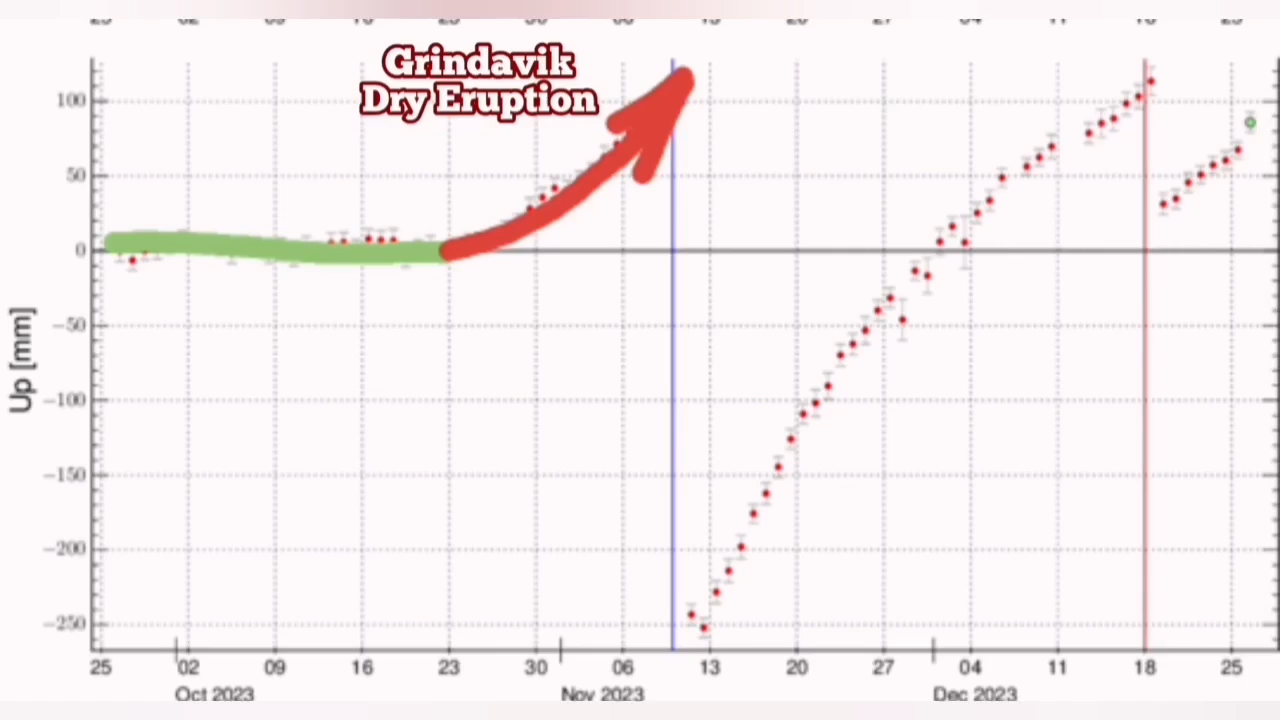 Grindavik
Dry Eruption
100
50
0
−50
−100
−150
−200
−250
Up [mm]
25 02 09 16 23 30 06 13 20 27 04 11 18 25
Oct 2023 Nov 2023 Dec 2023